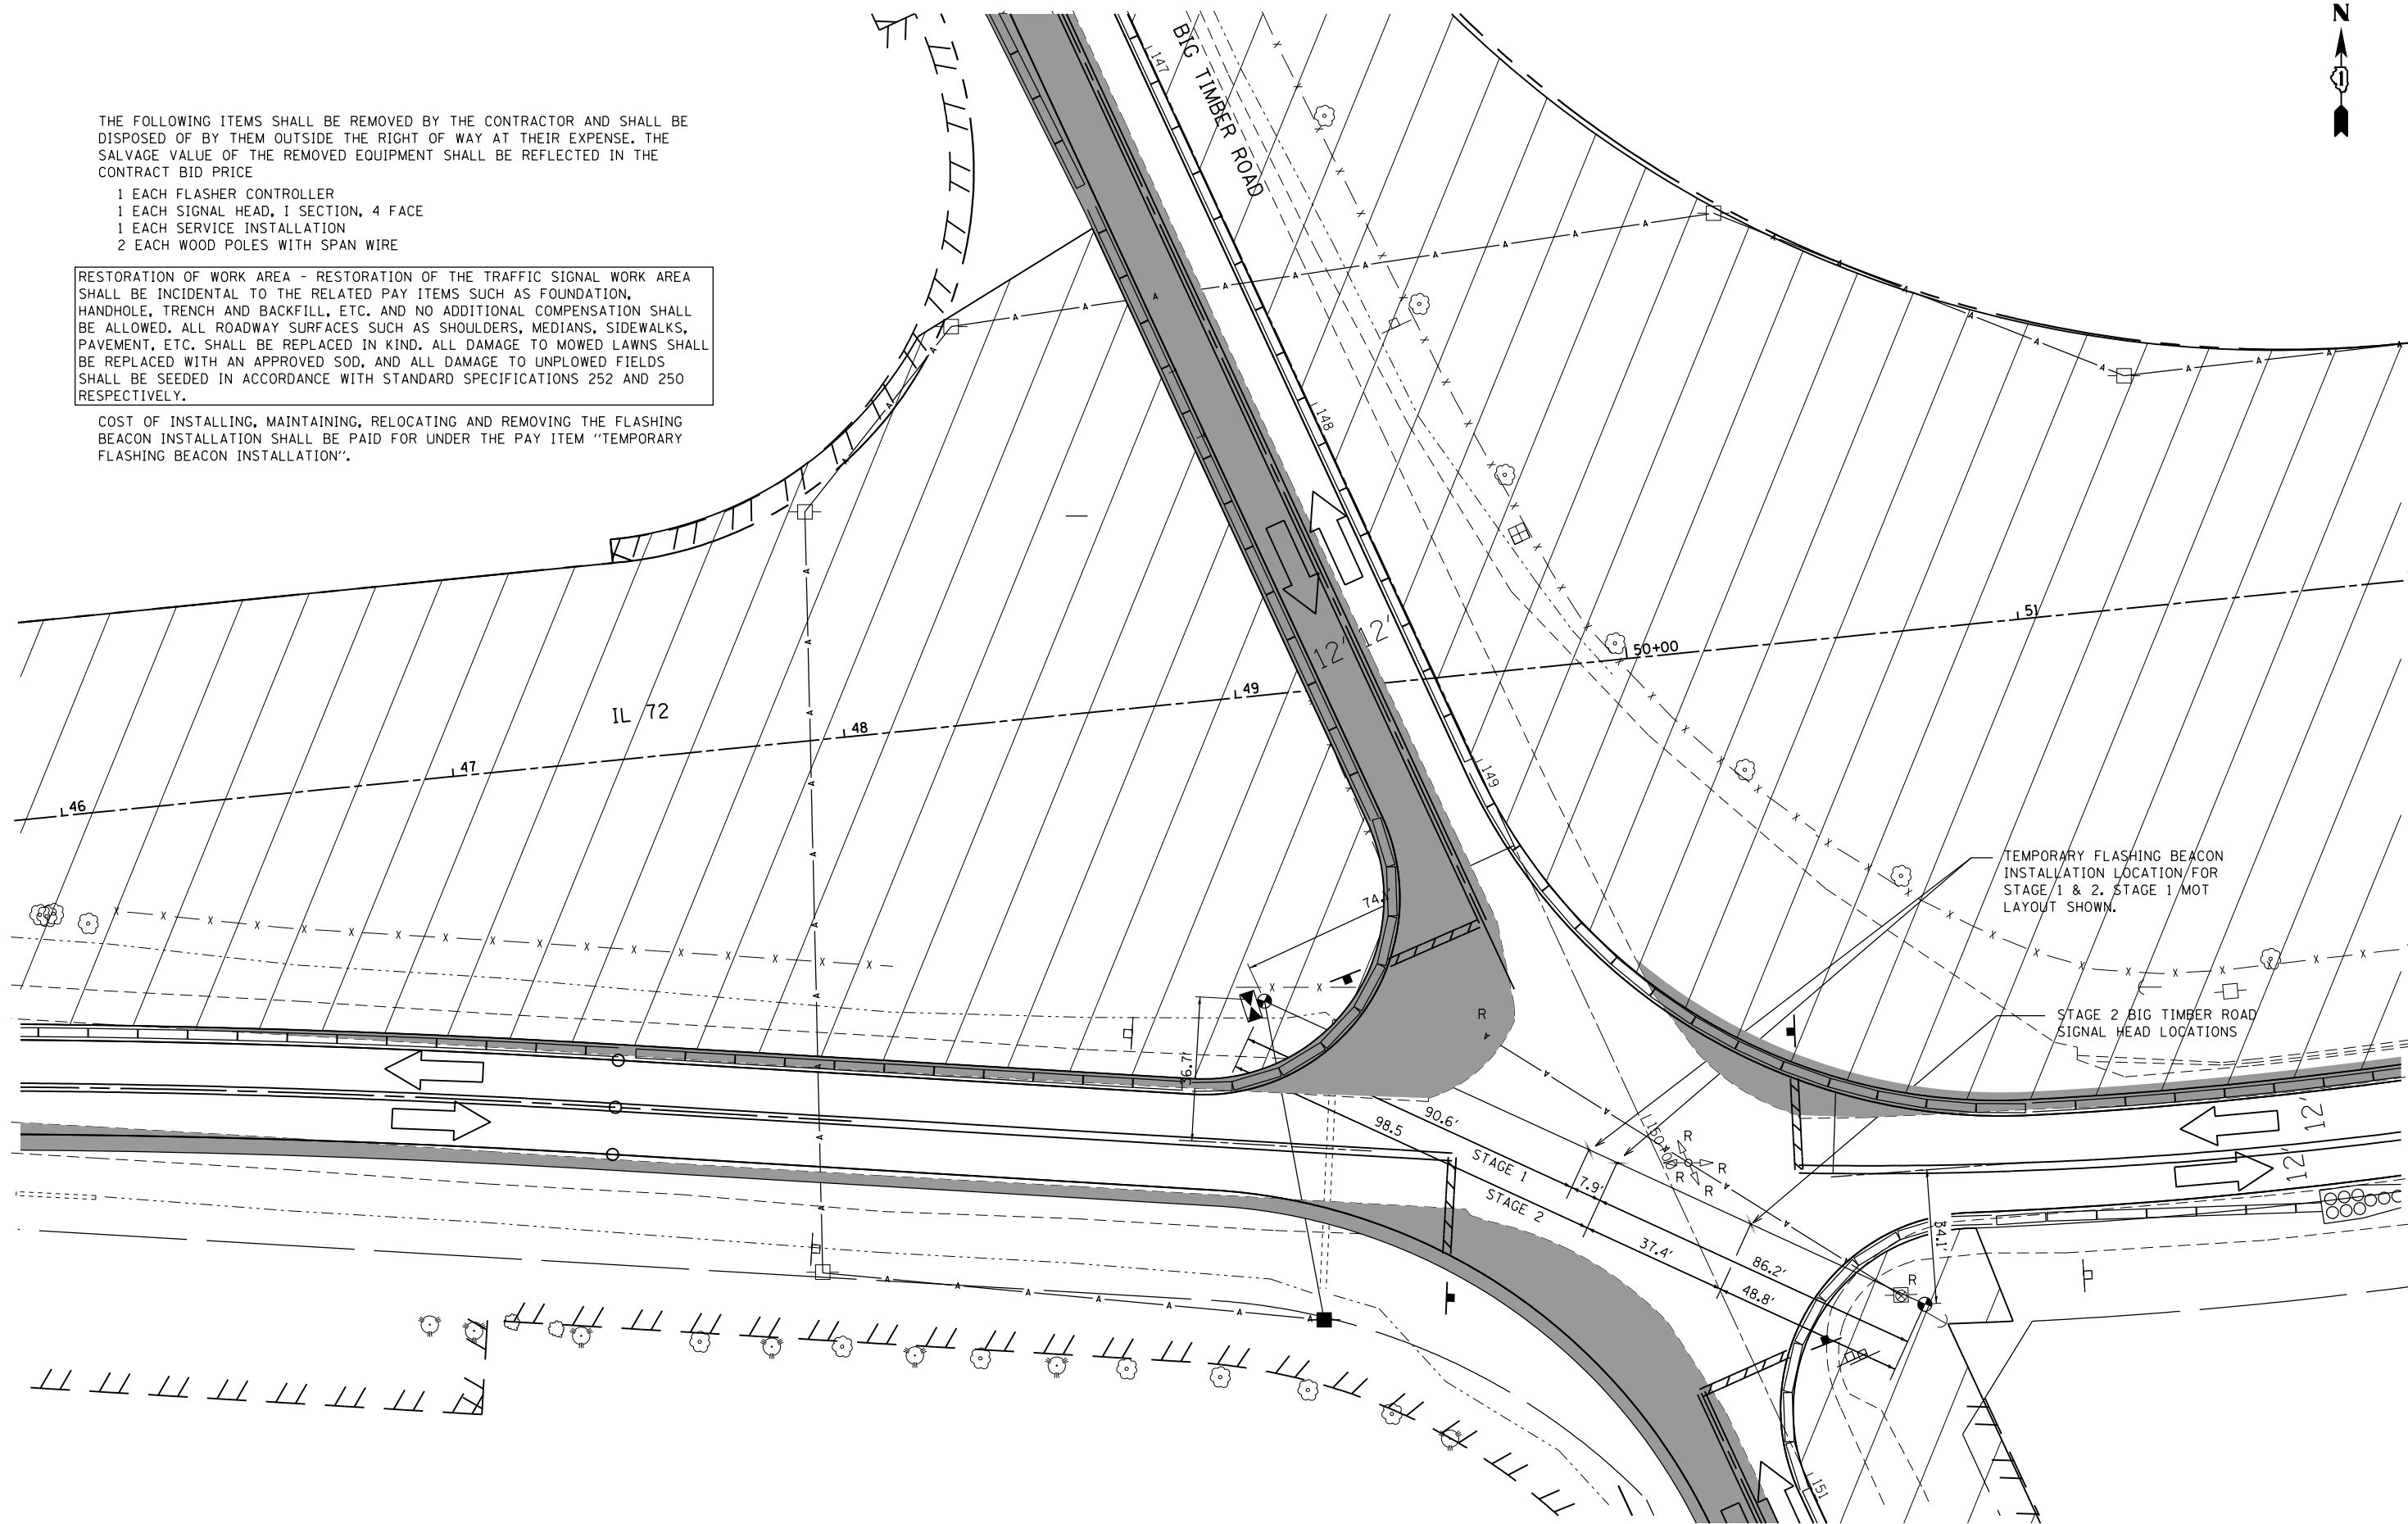 N
1
THE FOLLOWING ITEMS SHALL BE REMOVED BY THE CONTRACTOR AND SHALL BE
DISPOSED OF BY THEM OUTSIDE THE RIGHT OF WAY AT THEIR EXPENSE. THE
SALVAGE VALUE OF THE REMOVED EQUIPMENT SHALL BE REFLECTED IN THE
CONTRACT BID PRICE
1 EACH FLASHER CONTROLLER
1 EACH SIGNAL HEAD, I SECTION, 4 FACE
1 EACH SERVICE INSTALLATION
2 EACH WOOD POLES WITH SPAN WIRE
RESTORATION OF WORK AREA - RESTORATION OF THE TRAFFIC SIGNAL WORK AREA
SHALL BE INCIDENTAL TO THE RELATED PAY ITEMS SUCH AS FOUNDATION,
HANDHOLE, TRENCH AND BACKFILL, ETC. AND NO ADDITIONAL COMPENSATION SHALL
BE ALLOWED. ALL ROADWAY SURFACES SUCH AS SHOULDERS, MEDIANS, SIDEWALKS,
PAVEMENT, ETC. SHALL BE REPLACED IN KIND. ALL DAMAGE TO MOWED LAWNS SHALL
BE REPLACED WITH AN APPROVED SOD, AND ALL DAMAGE TO UNPLOWED FIELDS
SHALL BE SEEDED IN ACCORDANCE WITH STANDARD SPECIFICATIONS 252 AND 250
RESPECTIVELY.
COST OF INSTALLING, MAINTAINING, RELOCATING AND REMOVING THE FLASHING
BEACON INSTALLATION SHALL BE PAID FOR UNDER THE PAY ITEM "TEMPORARY
FLASHING BEACON INSTALLATION".
BIG TIMBER ROAD
147
148
149
12'
12'
IL 72
46
47
48
49
50+00
51
TEMPORARY FLASHING BEACON
INSTALLATION LOCATION FOR
STAGE 1 & 2. STAGE 1 MOT
LAYOUT SHOWN.
STAGE 2 BIG TIMBER ROAD
SIGNAL HEAD LOCATIONS
R
90.6'
98.5
STAGE 1
STAGE 2
7.9'
37.4'
86.2'
48.8'
150+00
R
R
R
R
R
12'
12'
151